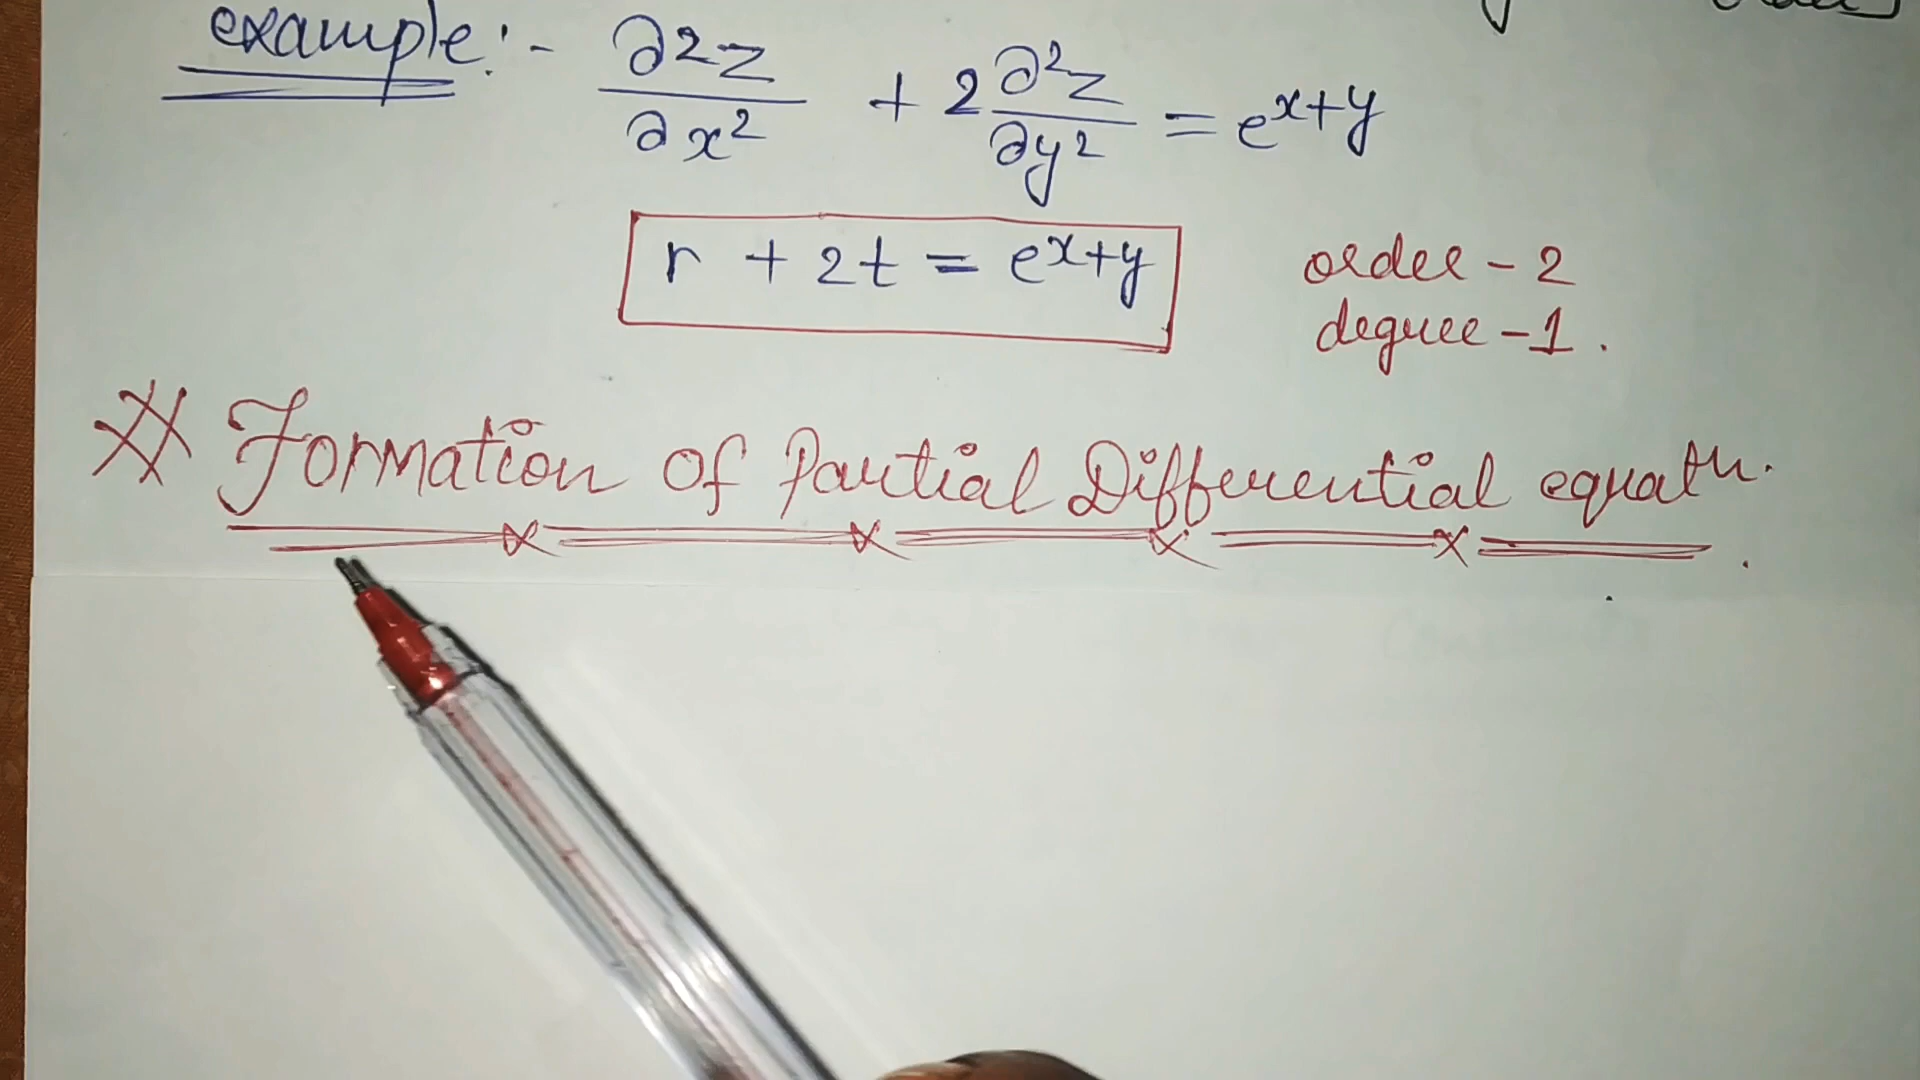 example :- ∂²z/∂x² + 2 ∂²z/∂y² = e^x+y
r + 2t = e^x+y order - 2
degree - 1.
Formation of Partial Differential equatn.